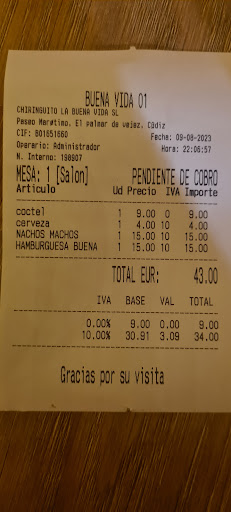 BUENA VIDA 01
CHIRINGUITO LA BUENA VIDA SL
Paseo Marítimo. El palmar de vejez, Cádiz
CIF: B01651660 Fecha: 09-08-2023
Operario: Administrador Hora: 22:06:57
N. Interno: 198907
MESA: 1 [Salon] PENDIENTE DE COBRO
Articulo Ud Precio IVA Importe
coctel 1 9.00 0 9.00
cerveza 1 4.00 10 4.00
NACHOS MACHOS 1 15.00 10 15.00
HAMBURGUESA BUENA 1 15.00 10 15.00
TOTAL EUR: 43.00
IVA BASE VAL TOTAL
0.00% 9.00 0.00 9.00
10.00% 30.91 3.09 34.00
Gracias por su visita